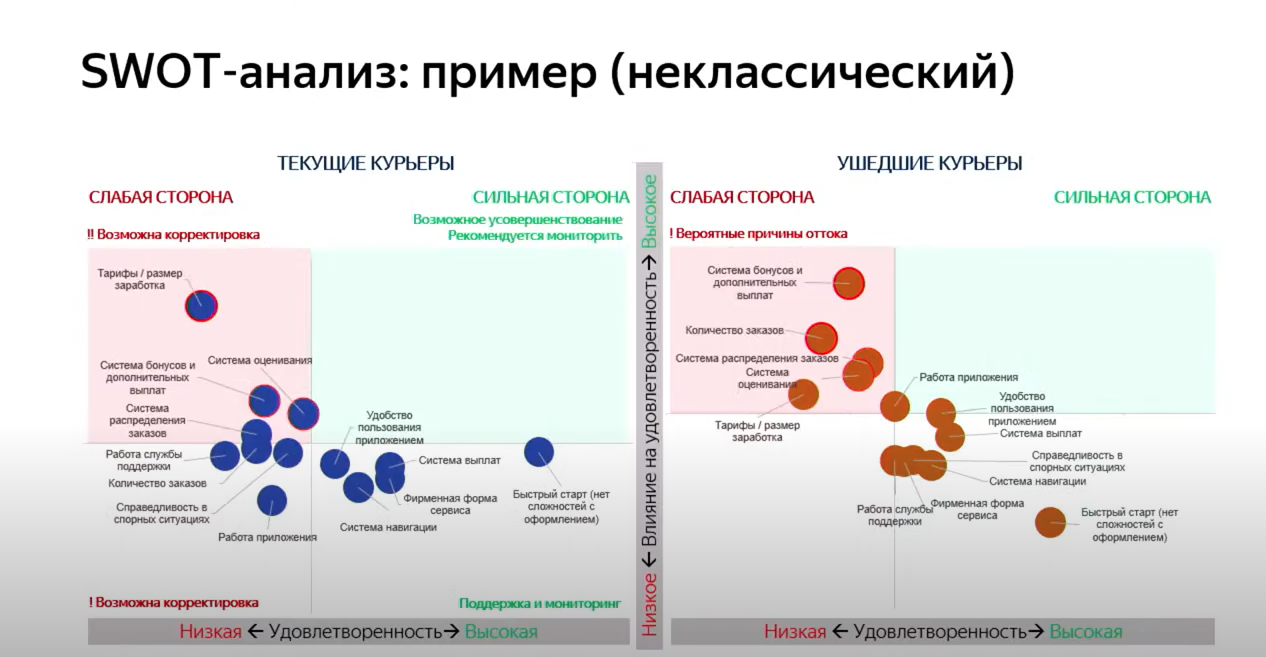 SWOT-анализ: пример (неклассический)
ТЕКУЩИЕ КУРЬЕРЫ
СЛАБАЯ СТОРОНА
СИЛЬНАЯ СТОРОНА
Возможное усовершенствование
Рекомендуется мониторить
!! Возможна корректировка
Тарифы / размер
заработка
Система оценивания
Система бонусов и
дополнительных
выплат
Система
распределения
заказов
Удобство
пользования
приложением
Работа службы
поддержки
Система выплат
Количество заказов
Быстрый старт (нет
сложностей с
оформлением)
Фирменная форма
сервиса
Справедливость в
спорных ситуациях
Система навигации
Работа приложения
! Возможна корректировка
Поддержка и мониторинг
Низкая ← Удовлетворенность→ Высокая
Низкое ← Влияние на удовлетворенность→ Высокое
УШЕДШИЕ КУРЬЕРЫ
СЛАБАЯ СТОРОНА
СИЛЬНАЯ СТОРОНА
! Вероятные причины оттока
Система бонусов и
дополнительных
выплат
Количество заказов
Система распределения заказов
Система
оценивания
Работа приложения
Удобство
пользования
приложением
Тарифы / размер
заработка
Система выплат
Справедливость в
спорных ситуациях
Система навигации
Работа службы
поддержки
Фирменная форма
сервиса
Быстрый старт (нет
сложностей с
оформлением)
Низкая ← Удовлетворенность→ Высокая